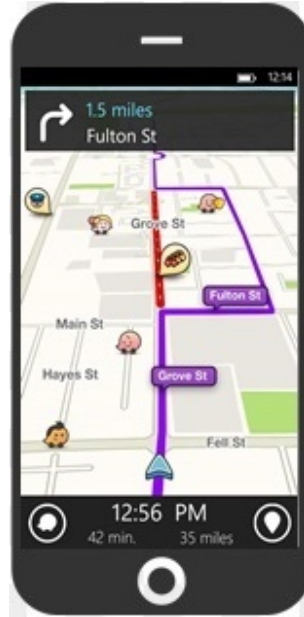 12:14
1.5 miles
Fulton St
Grove St
Fulton St
Main St
Hayes St
Grove St
Fell St
12:56 PM
42 min.
35 miles